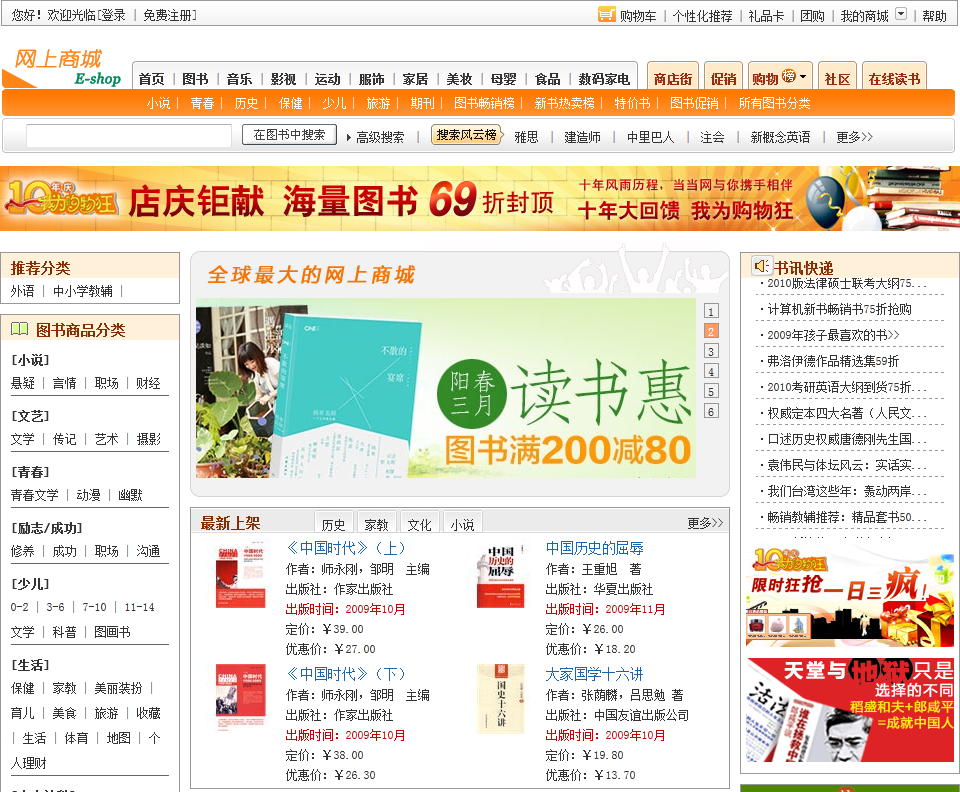 您好！欢迎光临[登录 | 免费注册]
购物车 | 个性化推荐 | 礼品卡 | 团购 | 我的商城 | 帮助
网上商城
E-shop
首页 | 图书 | 音乐 | 影视 | 运动 | 服饰 | 家居 | 美妆 | 母婴 | 食品 | 数码家电
商店街 促销 购物榜 社区 在线读书
小说 | 青春 | 历史 | 保健 | 少儿 | 旅游 | 期刊 | 图书畅销榜 | 新书热卖榜 | 特价书 | 图书促销 | 所有图书分类
在图书中搜索 高级搜索 | 搜索风云榜 雅思 | 建造师 | 中里巴人 | 注会 | 新概念英语 | 更多>>
10年庆 我为购物狂
店庆钜献 海量图书 69折封顶
十年风雨历程，当当网与你携手相伴
十年大回馈 我为购物狂
推荐分类
外语 | 中小学教辅 |
图书商品分类
[小说]
悬疑 | 言情 | 职场 | 财经
[文艺]
文学 | 传记 | 艺术 | 摄影
[青春]
青春文学 | 动漫 | 幽默
[励志/成功]
修养 | 成功 | 职场 | 沟通
[少儿]
0-2 | 3-6 | 7-10 | 11-14
文学 | 科普 | 图画书
[生活]
保健 | 家教 | 美丽装扮 |
育儿 | 美食 | 旅游 | 收藏
| 生活 | 体育 | 地图 | 个
人理财
全球最大的网上商城
不散的
宴席
阳春
三月
读书惠
图书满200减80
1
2
3
4
5
6
最新上架 历史 家教 文化 小说 更多>>
《中国时代》（上）
作者：师永刚，邹明 主编
出版社：作家出版社
出版时间：2009年10月
定价：￥39.00
优惠价：￥27.00
中国历史的屈辱
中国历史的屈辱
作者：王重旭 著
出版社：华夏出版社
出版时间：2009年11月
定价：￥26.00
优惠价：￥18.20
《中国时代》（下）
作者：师永刚，邹明 主编
出版社：作家出版社
出版时间：2009年10月
定价：￥38.00
优惠价：￥26.30
国史十六讲
大家国学十六讲
作者：张荫麟，吕思勉 著
出版社：中国友谊出版公司
出版时间：2009年10月
定价：￥19.80
优惠价：￥13.70
书讯快递
·2010版法律硕士联考大纲75...
·计算机新书畅销书75折抢购
·2009年孩子最喜欢的书>>
·弗洛伊德作品精选集59折
·2010考研英语大纲到货75折...
·权威定本四大名著（人民文...
·口述历史权威唐德刚先生国...
·袁伟民与体坛风云：实话实...
·我们台湾这些年：轰动两岸...
·畅销教辅推荐：精品套书50...
10 我为购物狂
限时狂抢 一日三疯！
天堂与地狱只是
选择的不同
稻盛和夫+郎咸平
=成就中国人
活法
谁在拯救中